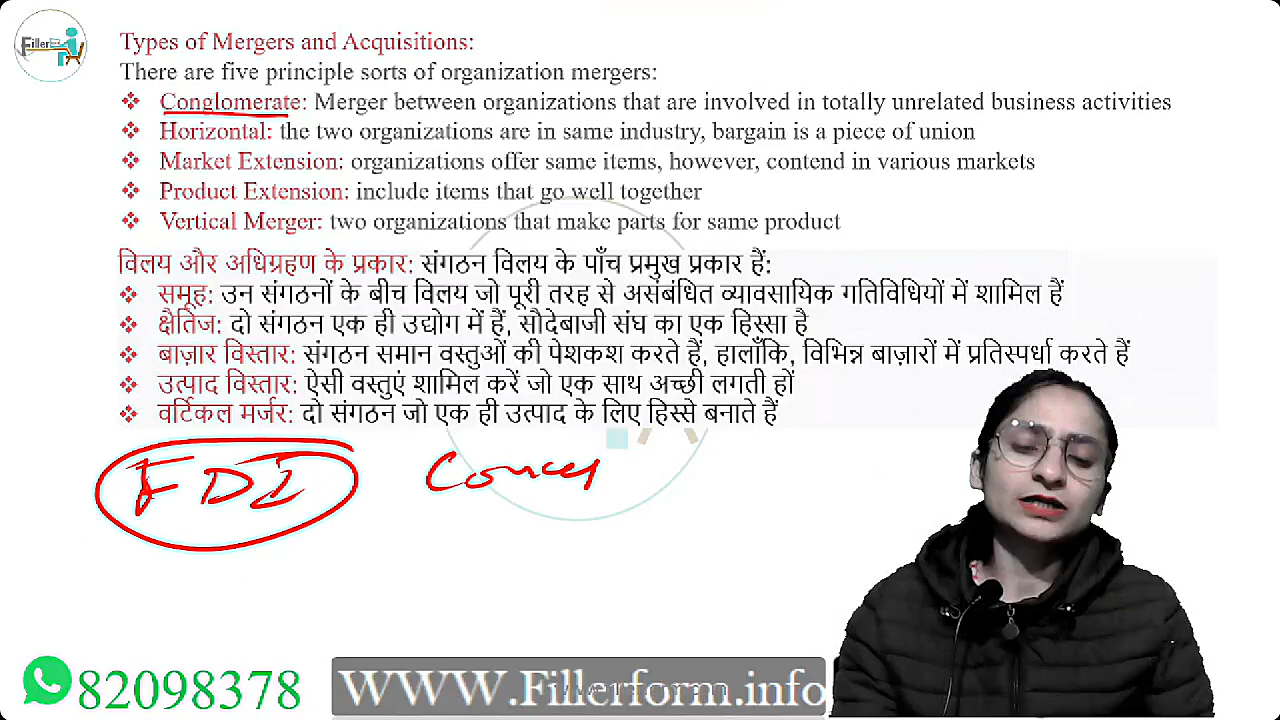 Filler
Types of Mergers and Acquisitions:
There are five principle sorts of organization mergers:
❖ Conglomerate: Merger between organizations that are involved in totally unrelated business activities
❖ Horizontal: the two organizations are in same industry, bargain is a piece of union
❖ Market Extension: organizations offer same items, however, contend in various markets
❖ Product Extension: include items that go well together
❖ Vertical Merger: two organizations that make parts for same product
विलय और अधिग्रहण के प्रकार: संगठन विलय के पाँच प्रमुख प्रकार हैं:
❖ समूह: उन संगठनों के बीच विलय जो पूरी तरह से असंबंधित व्यावसायिक गतिविधियों में शामिल हैं
❖ क्षैतिज: दो संगठन एक ही उद्योग में हैं, सौदेबाजी संघ का एक हिस्सा है
❖ बाज़ार विस्तार: संगठन समान वस्तुओं की पेशकश करते हैं, हालाँकि, विभिन्न बाज़ारों में प्रतिस्पर्धा करते हैं
❖ उत्पाद विस्तार: ऐसी वस्तुएं शामिल करें जो एक साथ अच्छी लगती हों
❖ वर्टिकल मर्जर: दो संगठन जो एक ही उत्पाद के लिए हिस्से बनाते हैं
FDI
82098378 WWW.Fillerform.info